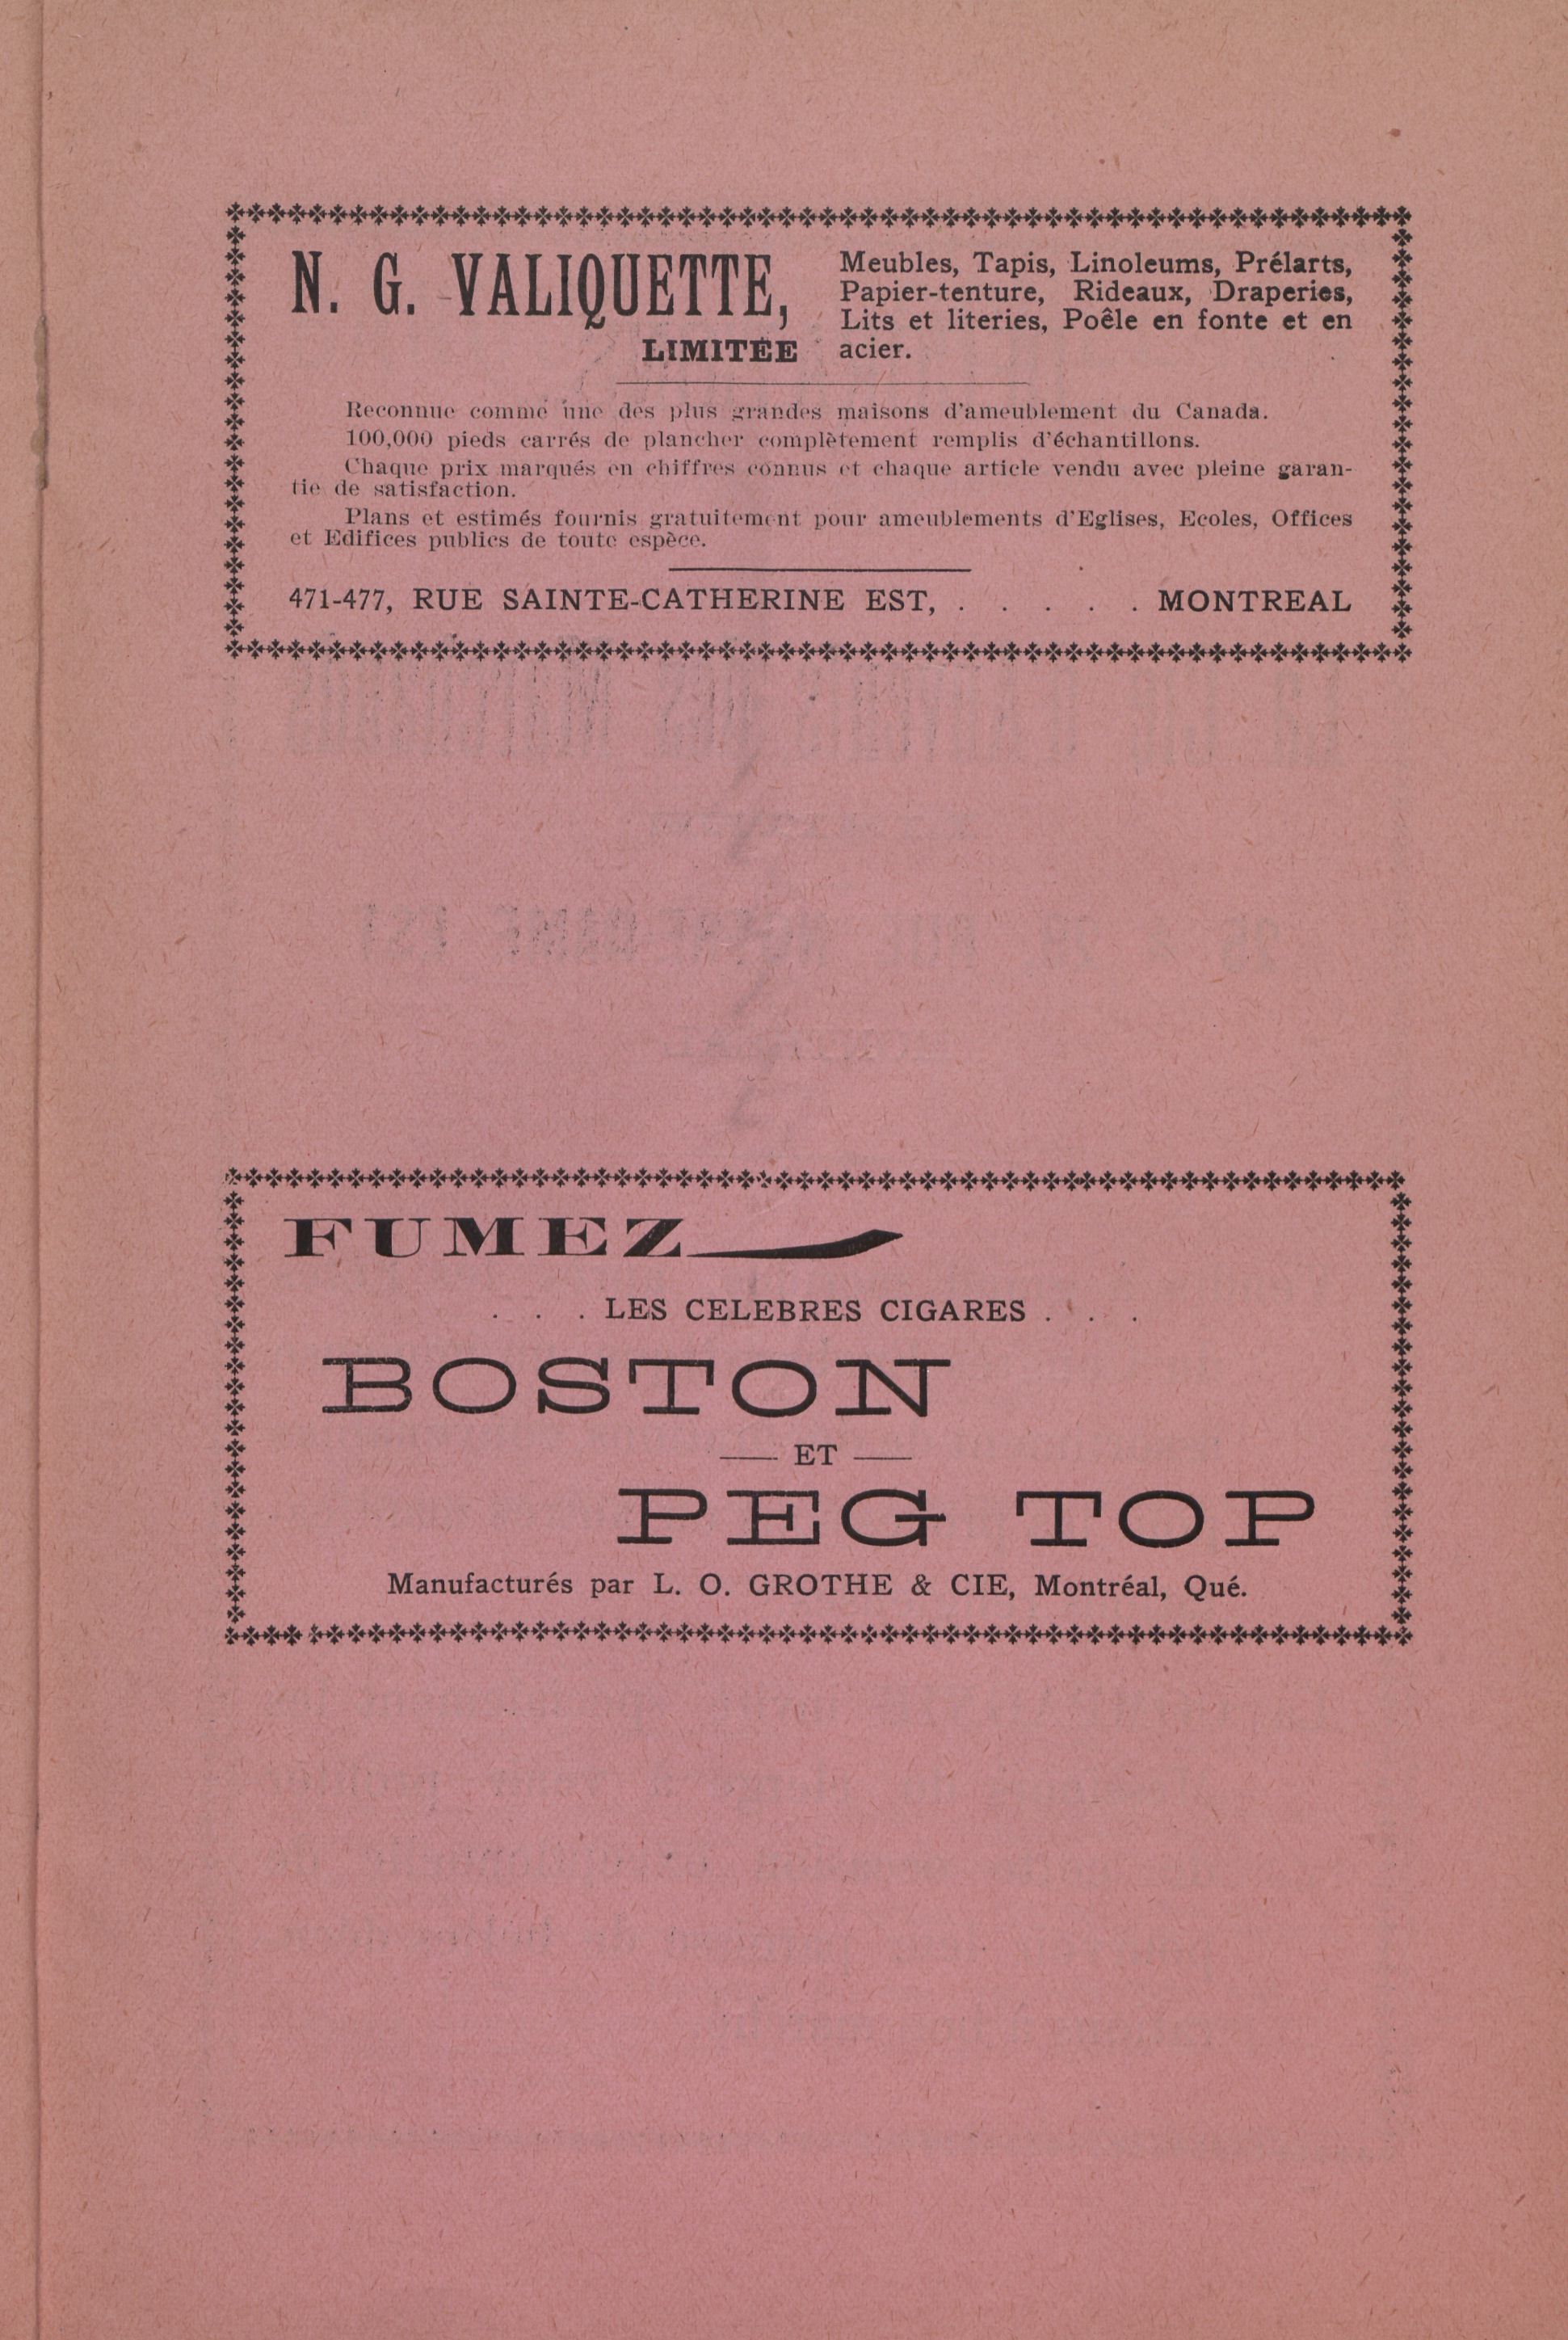 N. G. VALIQUETTE,
LIMITÉE
Meubles, Tapis, Linoleums, Prélarts,
Papier-tenture, Rideaux, Draperies,
Lits et literies, Poêle en fonte et en
acier.
Reconnue comme une des plus grandes maisons d'ameublement du Canada.
100,000 pieds carrés de plancher complètement remplis d'échantillons.
Chaque prix marqués en chiffres connus et chaque article vendu avec pleine garan-
tie de satisfaction.
Plans et estimés fournis gratuitement pour ameublements d'Eglises, Ecoles, Offices
et Edifices publics de toute espèce.
471-477, RUE SAINTE-CATHERINE EST, . . . . . MONTREAL
FUMEZ
. . . LES CELEBRES CIGARES . . .
BOSTON
— ET —
PEG TOP
Manufacturés par L. O. GROTHE & CIE, Montréal, Qué.